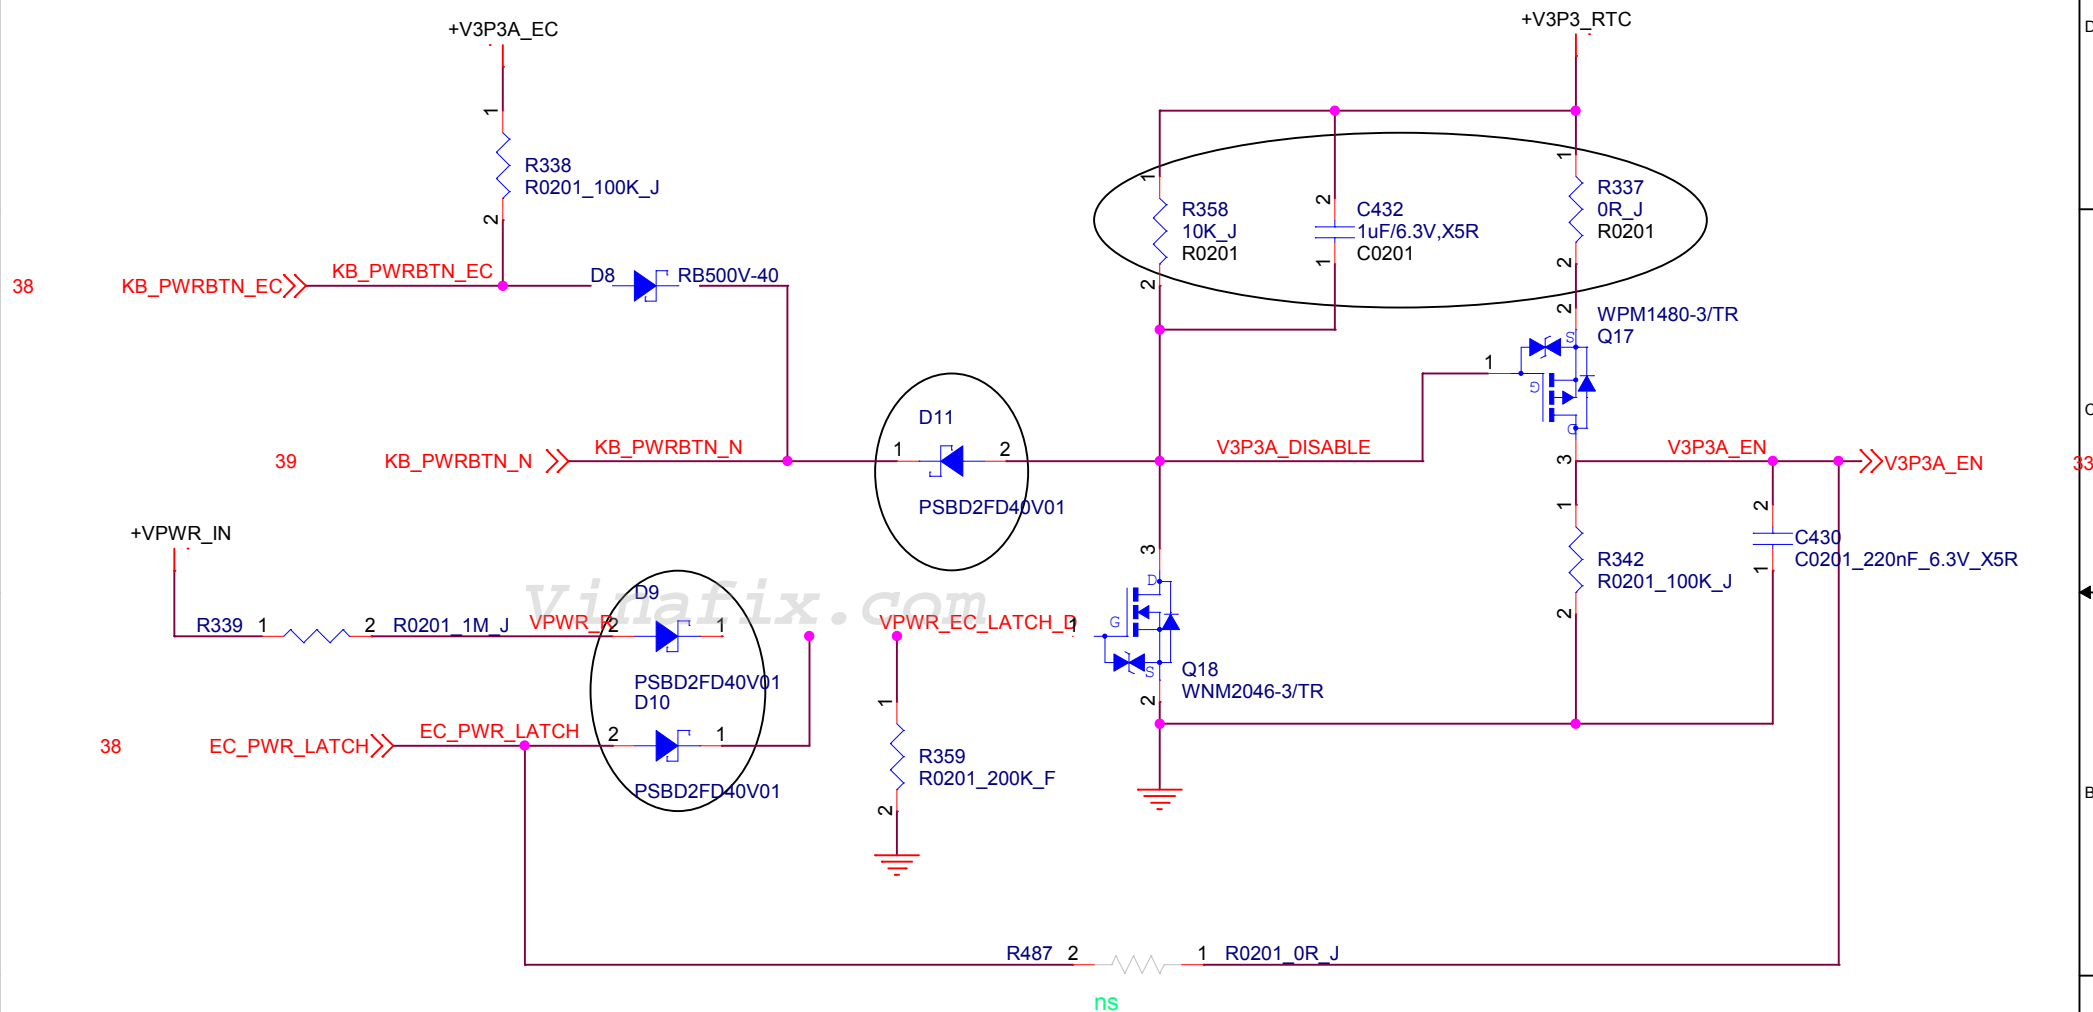 +V3P3A_EC
+V3P3_RTC
D
1
R338
R0201_100K_J
2
1
R358
10K_J
R0201
2
2
C432
1uF/6.3V,X5R
C0201
1
1
R337
0R_J
R0201
2
38
KB_PWRBTN_EC
KB_PWRBTN_EC
D8
RB500V-40
2
WPM1480-3/TR
Q17
S
G
1
3
C
D11
1
2
PSBD2FD40V01
39
KB_PWRBTN_N
KB_PWRBTN_N
V3P3A_DISABLE
V3P3A_EN
V3P3A_EN
33
+VPWR_IN
R339
1
2
R0201_1M_J
VPWR_R
D9
2
1
PSBD2FD40V01
Vinafix.com
VPWR_EC_LATCH_D
1
3
D
G
S
2
Q18
WNM2046-3/TR
1
R342
R0201_100K_J
2
2
C430
C0201_220nF_6.3V_X5R
1
D10
38
EC_PWR_LATCH
EC_PWR_LATCH
2
1
PSBD2FD40V01
1
R359
R0201_200K_F
2
B
R487
2
1
R0201_0R_J
ns